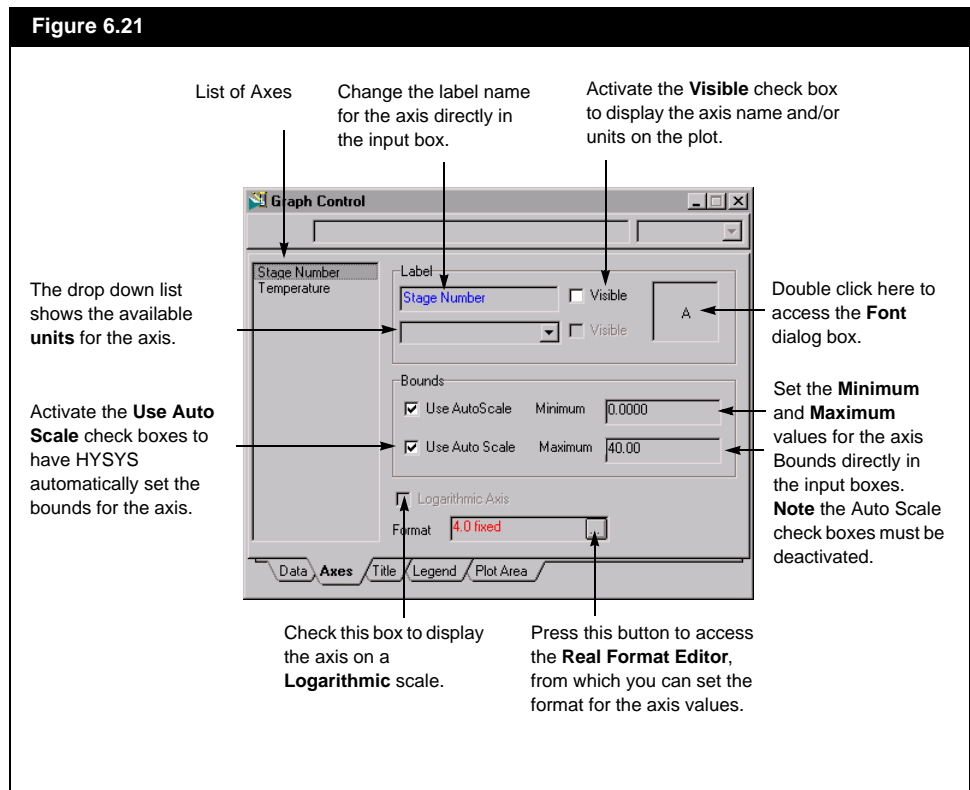 Figure 6.21
List of Axes
Change the label name
for the axis directly in
the input box.
Activate the Visible check box
to display the axis name and/or
units on the plot.
Graph Control
Stage Number
Temperature
Label
Stage Number
Visible
Visible
A
The drop down list
shows the available
units for the axis.
Double click here to
access the Font
dialog box.
Bounds
Use AutoScale Minimum 0.0000
Use Auto Scale Maximum 40.00
Activate the Use Auto
Scale check boxes to
have HYSYS
automatically set the
bounds for the axis.
Set the Minimum
and Maximum
values for the axis
Bounds directly in
the input boxes.
Note the Auto Scale
check boxes must be
deactivated.
Logarithmic Axis
Format 4.0 fixed ...
Data Axes Title Legend Plot Area
Check this box to display
the axis on a
Logarithmic scale.
Press this button to access
the Real Format Editor,
from which you can set the
format for the axis values.